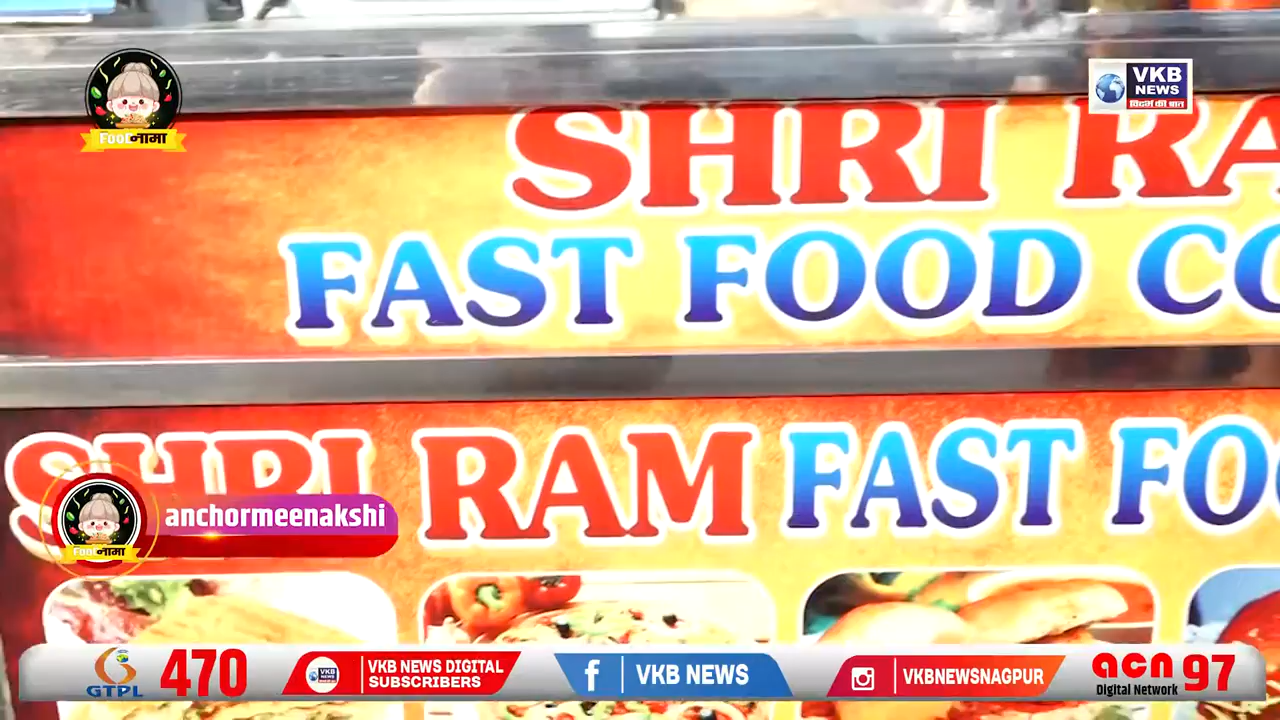 Foodनामा
VKB
NEWS
विदर्भ की बात
SHRI RA
FAST FOOD CO
SHRI RAM FAST FOO
anchormeenakshi
Foodनामा
GTPL 470
VKB NEWS DIGITAL
SUBSCRIBERS
VKB NEWS
VKBNEWSNAGPUR
acn 97
Digital Network